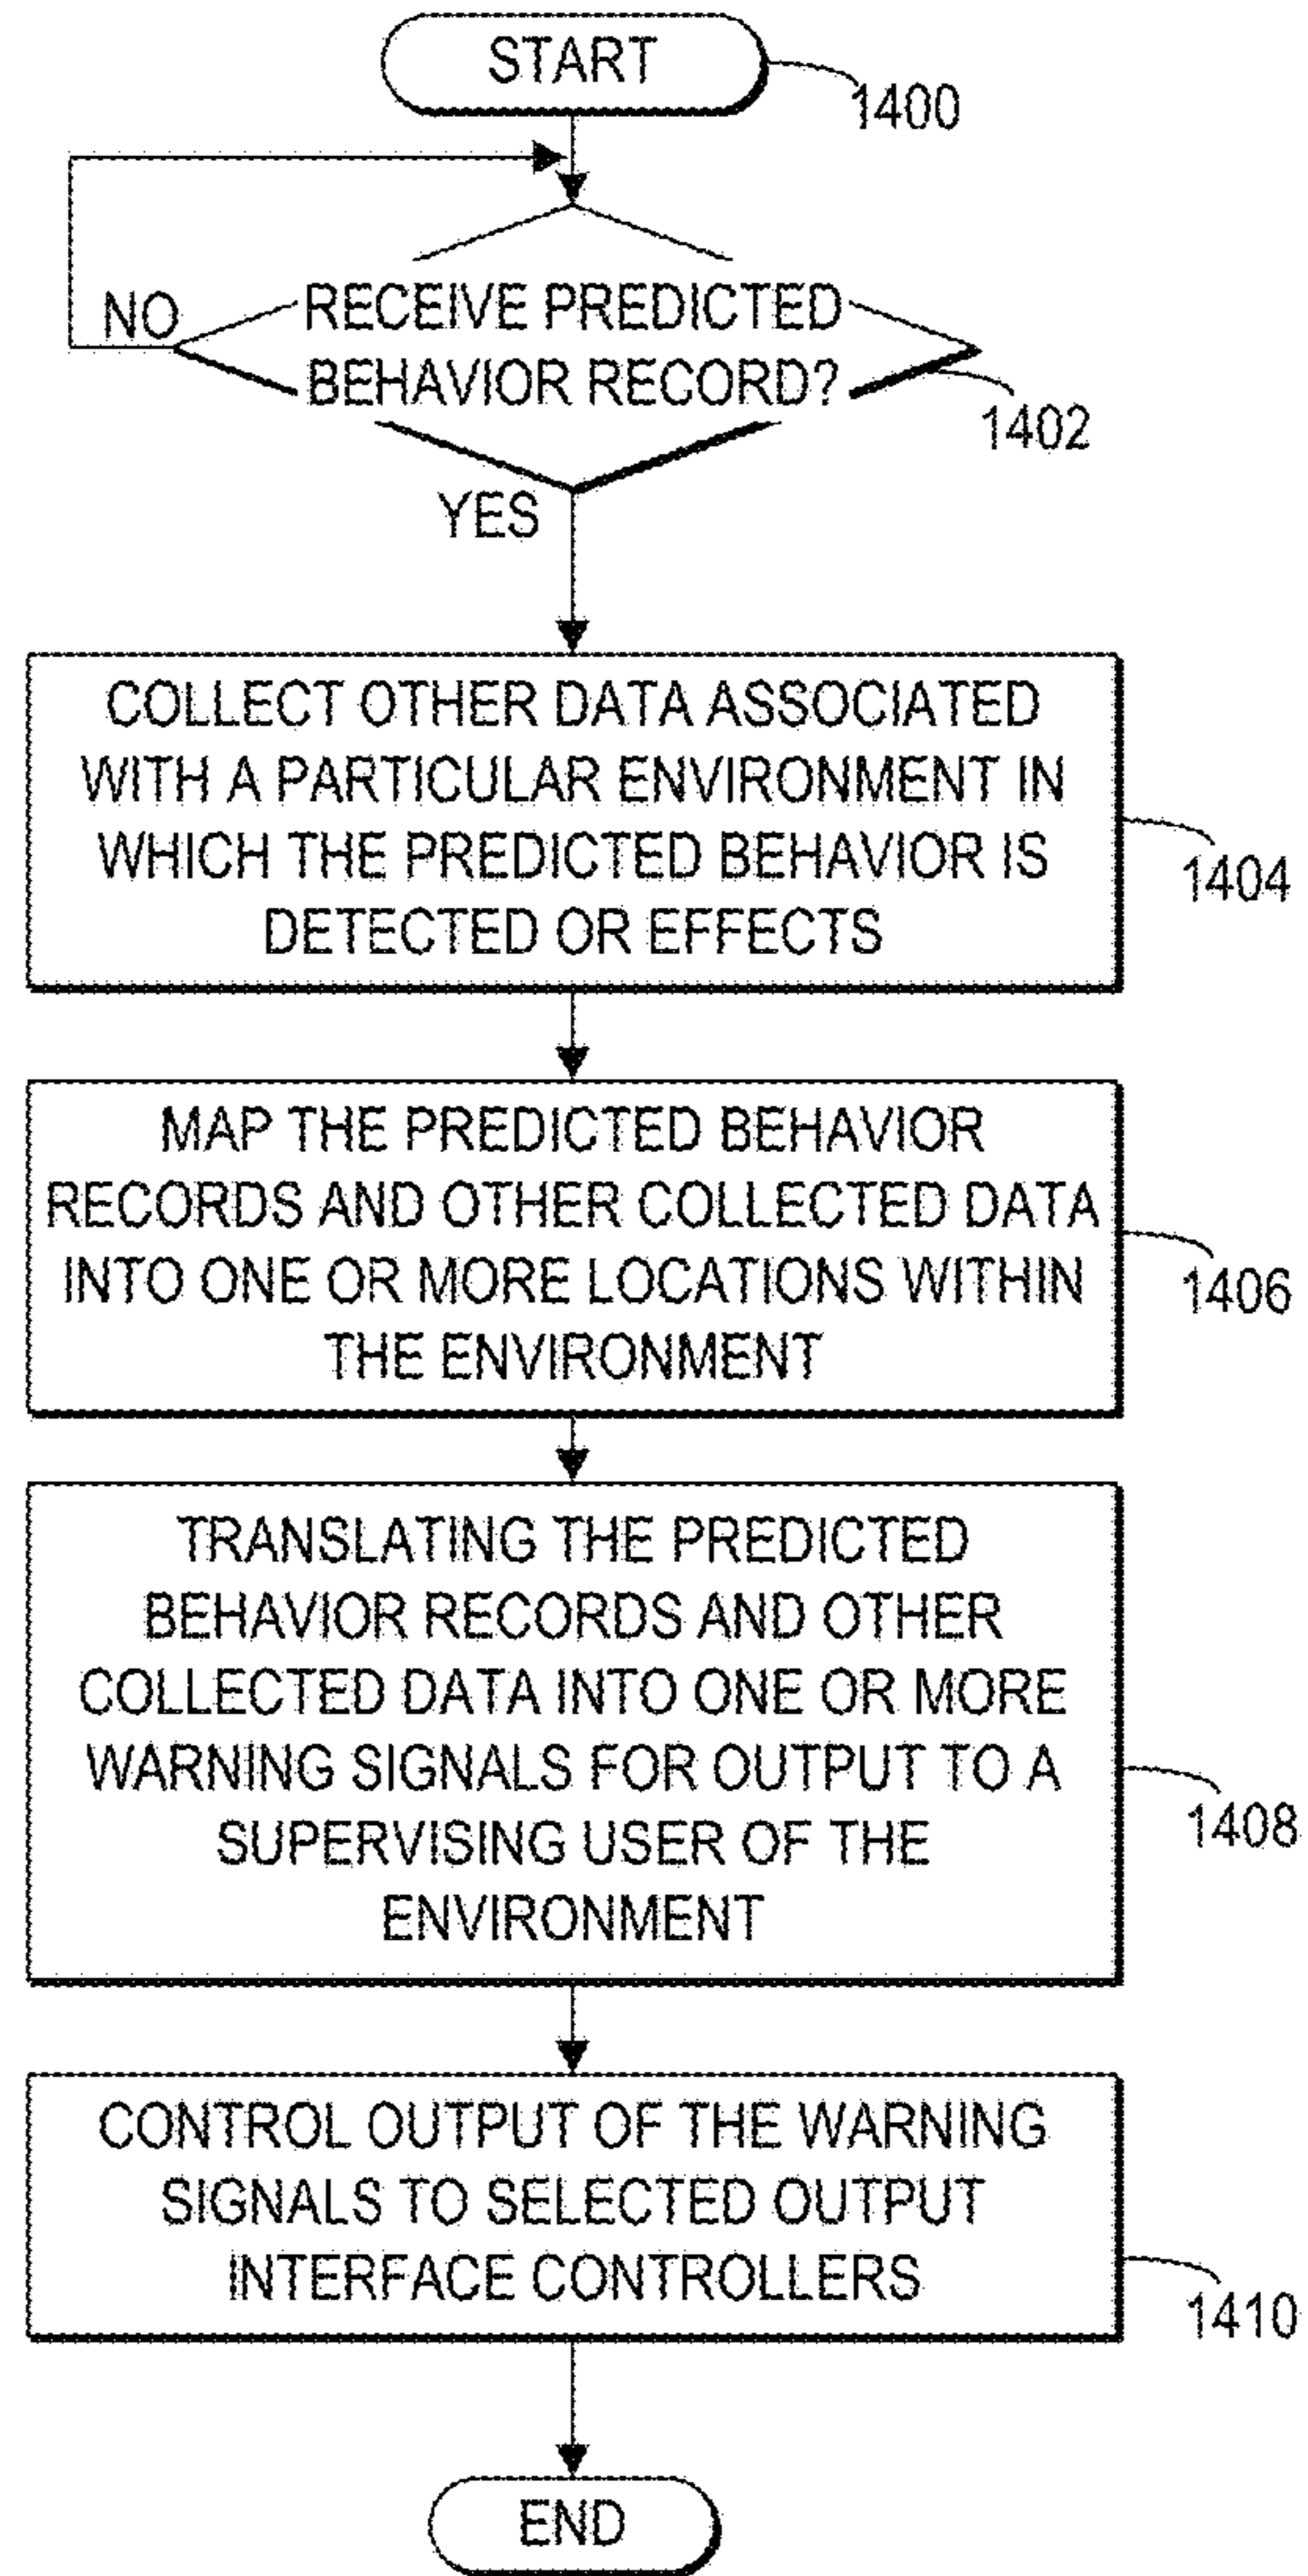 START
1400
NO
RECEIVE PREDICTED
BEHAVIOR RECORD?
1402
YES
COLLECT OTHER DATA ASSOCIATED
WITH A PARTICULAR ENVIRONMENT IN
WHICH THE PREDICTED BEHAVIOR IS
DETECTED OR EFFECTS
1404
MAP THE PREDICTED BEHAVIOR
RECORDS AND OTHER COLLECTED DATA
INTO ONE OR MORE LOCATIONS WITHIN
THE ENVIRONMENT
1406
TRANSLATING THE PREDICTED
BEHAVIOR RECORDS AND OTHER
COLLECTED DATA INTO ONE OR MORE
WARNING SIGNALS FOR OUTPUT TO A
SUPERVISING USER OF THE
ENVIRONMENT
1408
CONTROL OUTPUT OF THE WARNING
SIGNALS TO SELECTED OUTPUT
INTERFACE CONTROLLERS
1410
END